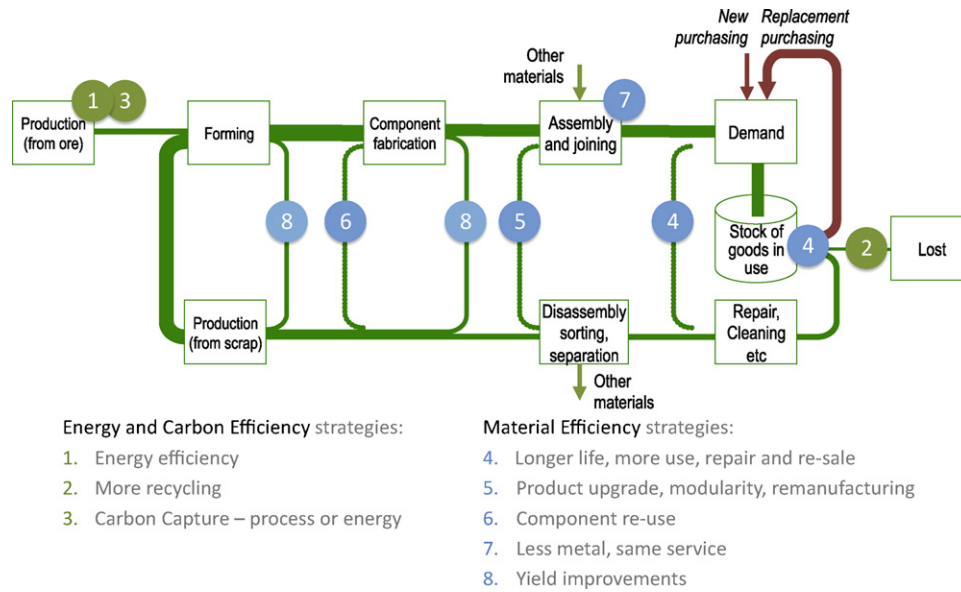 New
purchasing
Replacement
purchasing
Other
materials
1
3
7
Production
(from ore)
Forming
Component
fabrication
Assembly
and joining
Demand
8
6
8
5
4
Stock of
goods in
use
4
2
Lost
Production
(from scrap)
Disassembly
sorting,
separation
Repair,
Cleaning
etc
Other
materials
Energy and Carbon Efficiency strategies:
1. Energy efficiency
2. More recycling
3. Carbon Capture – process or energy
Material Efficiency strategies:
4. Longer life, more use, repair and re-sale
5. Product upgrade, modularity, remanufacturing
6. Component re-use
7. Less metal, same service
8. Yield improvements